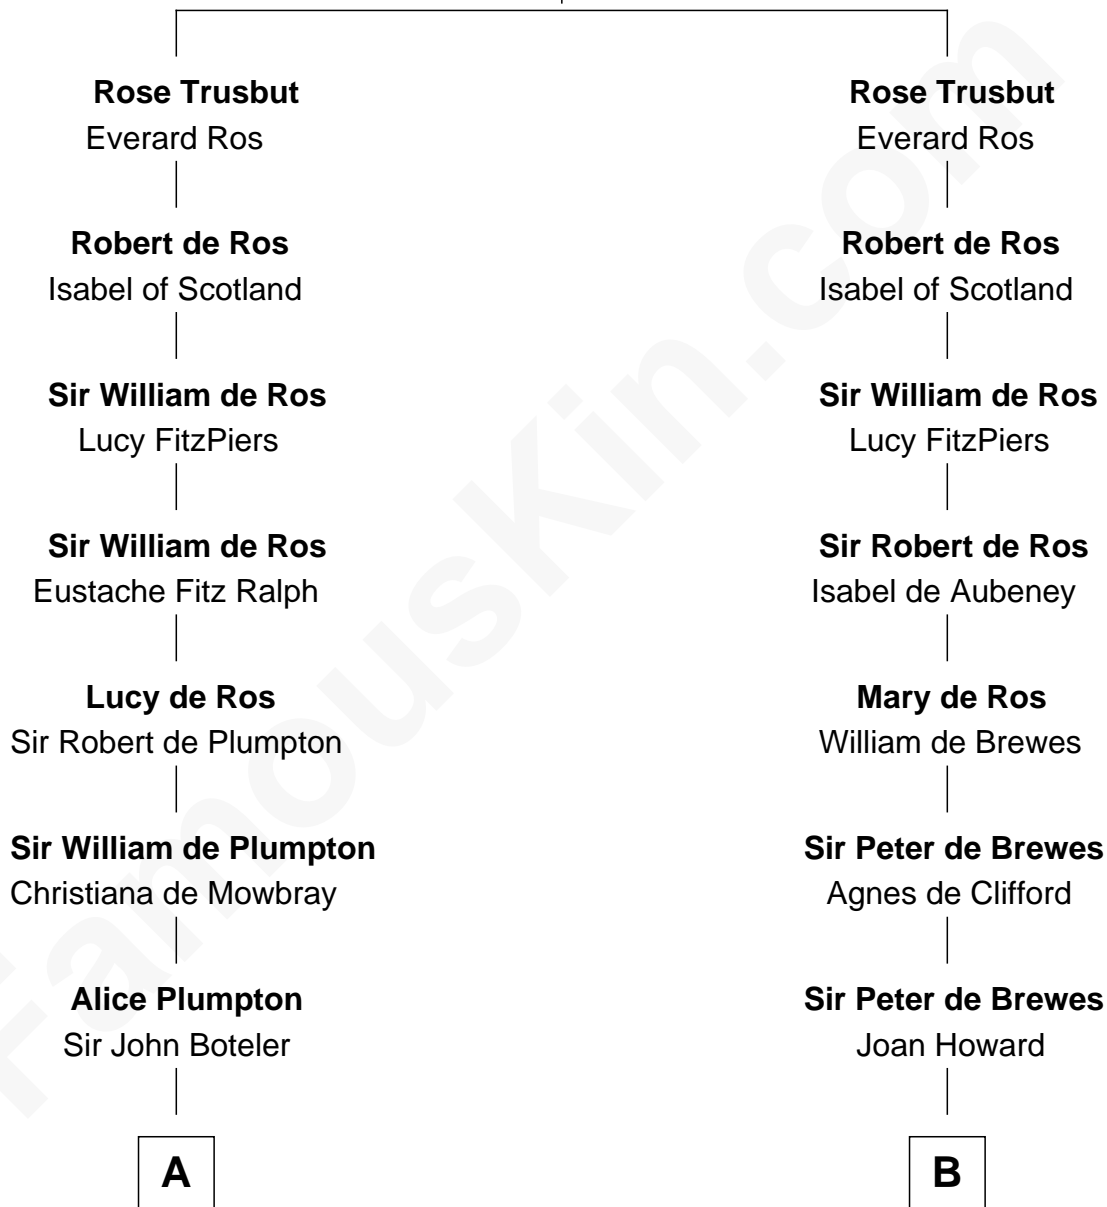 Rose Trusbut
Everard Ros
Robert de Ros
Isabel of Scotland
Sir William de Ros
Lucy FitzPiers
Sir William de Ros
Eustache Fitz Ralph
Lucy de Ros
Sir Robert de Plumpton
Sir William de Plumpton
Christiana de Mowbray
Alice Plumpton
Sir John Boteler
A
Rose Trusbut
Everard Ros
Robert de Ros
Isabel of Scotland
Sir William de Ros
Lucy FitzPiers
Sir Robert de Ros
Isabel de Aubeney
Mary de Ros
William de Brewes
Sir Peter de Brewes
Agnes de Clifford
Sir Peter de Brewes
Joan Howard
B
FamousKin.com